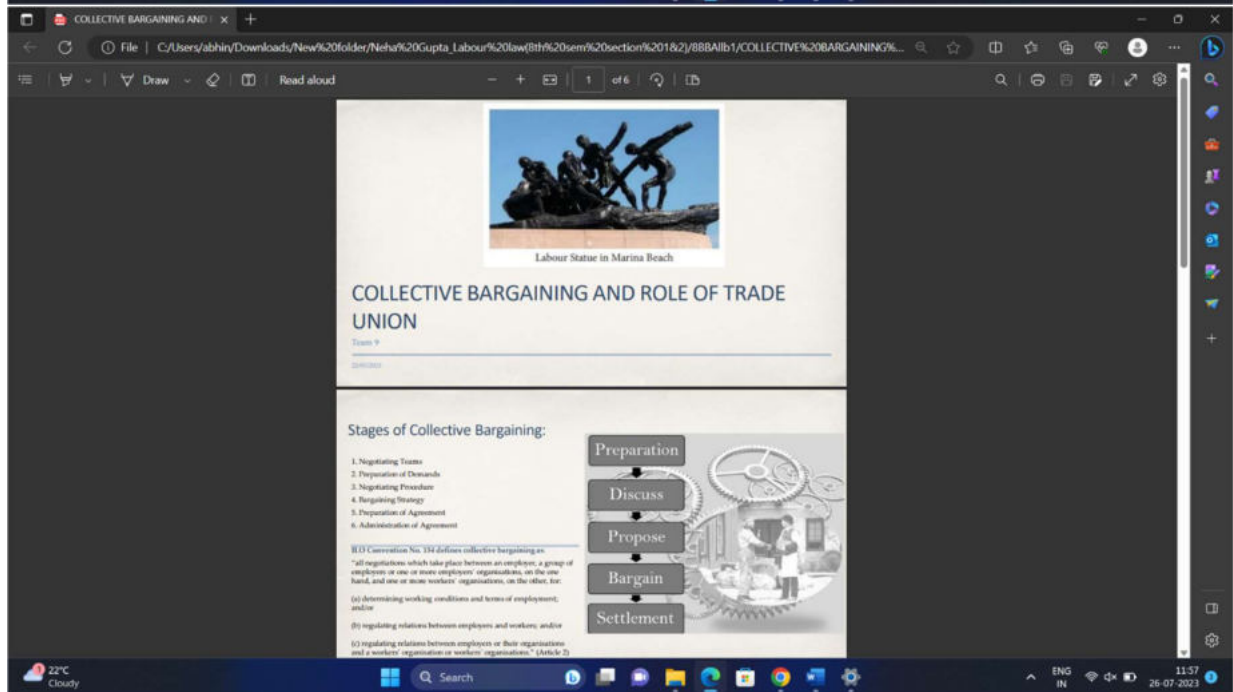 COLLECTIVE BARGAINING AND
File | C:/Users/abhin/Downloads/New%20folder/Neha%20Gupta_Labour%20law(8th%20sem%20section%201&2)/8BBAllb1/COLLECTIVE%20BARGAINING%...
Draw
Read aloud
1 of 6
Labour Statue in Marina Beach
COLLECTIVE BARGAINING AND ROLE OF TRADE
UNION
Team 9
Stages of Collective Bargaining:
1. Negotiating Teams
2. Preparation of Demands
3. Negotiating Procedure
4. Bargaining Strategy
5. Preparation of Agreement
6. Administration of Agreement
ILO Convention No. 154 defines collective bargaining as
"all negotiations which take place between an employer, a group of
employers or one or more employers' organisations, on the one
hand, and one or more workers' organisations, on the other, for:
(a) determining working conditions and terms of employment;
and/or
(b) regulating relations between employers and workers; and/or
(c) regulating relations between employers or their organisations
and a workers' organisation or workers' organisations." (Article 2)
Preparation
Discuss
Propose
Bargain
Settlement
1
22°C
Cloudy
Search
ENG
IN
11:57
26-07-2023